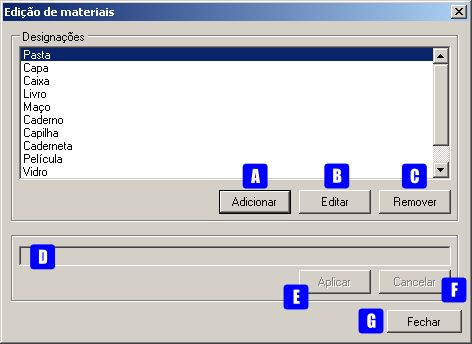 Edição de materiais
Designações
Pasta
Capa
Caixa
Livro
Maço
Caderno
Capilha
Caderneta
Película
Vidro
A B C
Adicionar Editar Remover
D
Aplicar Cancelar
E F
G Fechar